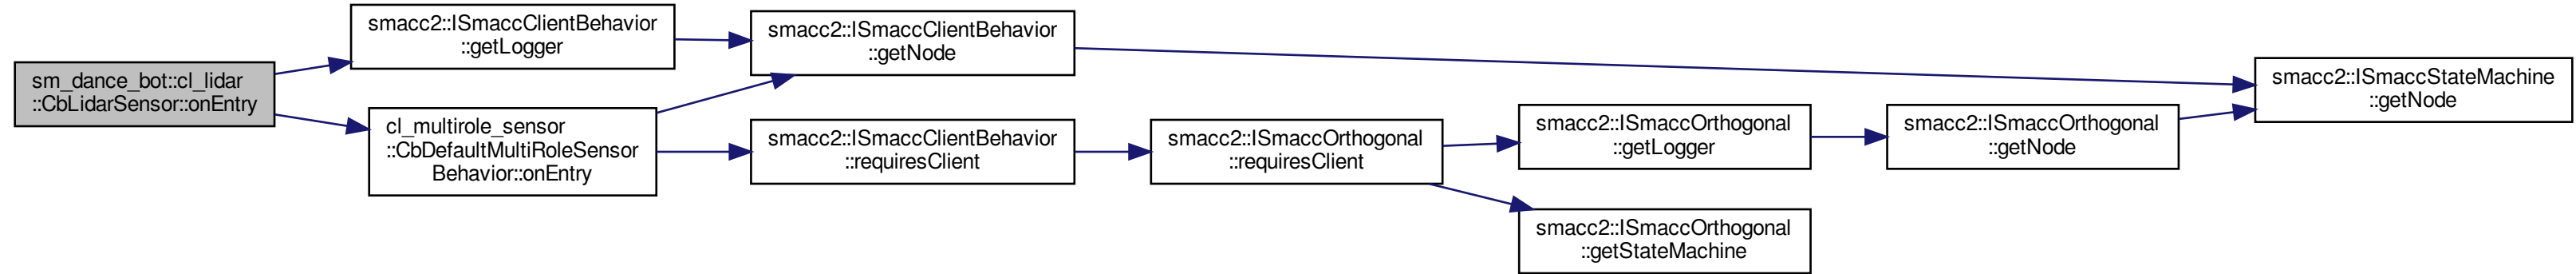 sm_dance_bot::cl_lidar
::CbLidarSensor::onEntry
smacc2::ISmaccClientBehavior
::getLogger
cl_multirole_sensor
::CbDefaultMultiRoleSensor
Behavior::onEntry
smacc2::ISmaccClientBehavior
::getNode
smacc2::ISmaccClientBehavior
::requiresClient
smacc2::ISmaccOrthogonal
::requiresClient
smacc2::ISmaccOrthogonal
::getLogger
smacc2::ISmaccOrthogonal
::getStateMachine
smacc2::ISmaccOrthogonal
::getNode
smacc2::ISmaccStateMachine
::getNode